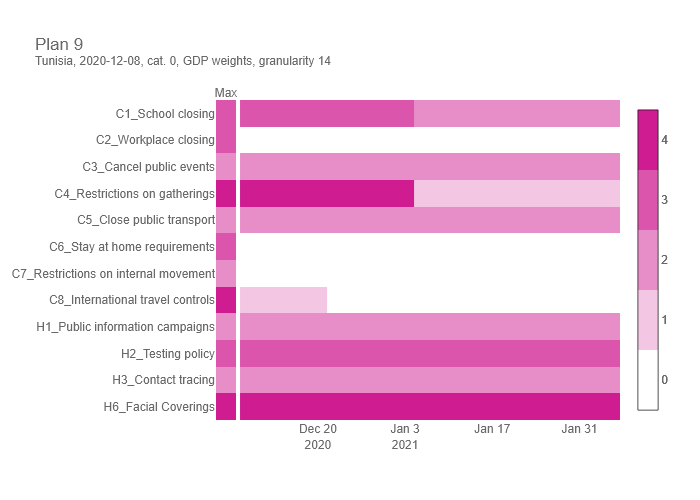 Plan 9
Tunisia, 2020-12-08, cat. 0, GDP weights, granularity 14
Max
C1_School closing
C2_Workplace closing
C3_Cancel public events
C4_Restrictions on gatherings
C5_Close public transport
C6_Stay at home requirements
C7_Restrictions on internal movement
C8_International travel controls
H1_Public information campaigns
H2_Testing policy
H3_Contact tracing
H6_Facial Coverings
Dec 20 Jan 3 Jan 17 Jan 31
2020 2021
4
3
2
1
0